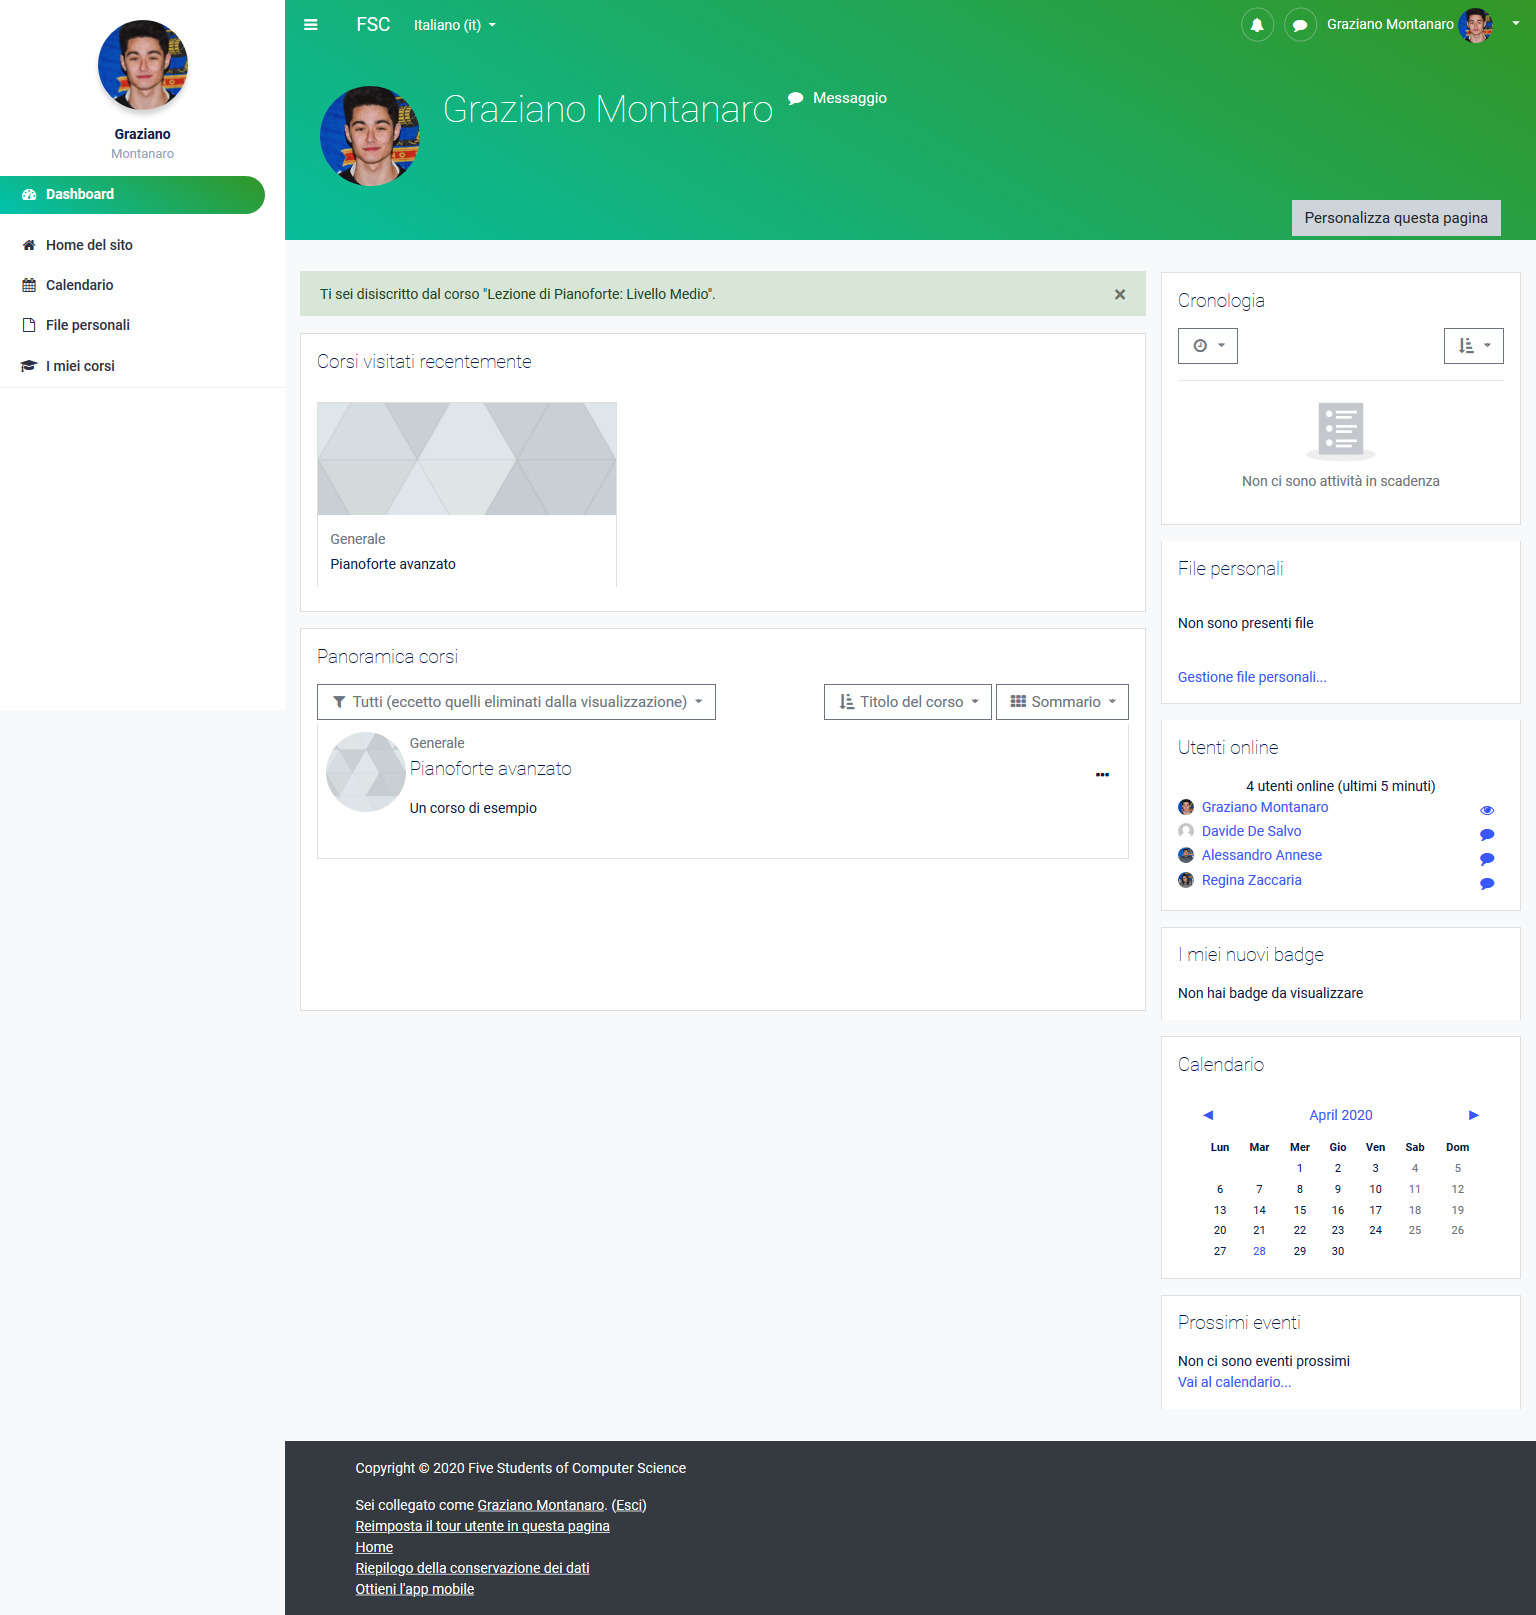 Graziano
Montanaro
Dashboard
Home del sito
Calendario
File personali
I miei corsi
FSC
Italiano (it)
Graziano Montanaro
Graziano Montanaro
Messaggio
Personalizza questa pagina
Ti sei disiscritto dal corso "Lezione di Pianoforte: Livello Medio".
×
Corsi visitati recentemente
Generale
Pianoforte avanzato
Panoramica corsi
Tutti (eccetto quelli eliminati dalla visualizzazione)
Titolo del corso
Sommario
Generale
Pianoforte avanzato
Un corso di esempio
Cronologia
Non ci sono attività in scadenza
File personali
Non sono presenti file
Gestione file personali...
Utenti online
4 utenti online (ultimi 5 minuti)
Graziano Montanaro
Davide De Salvo
Alessandro Annese
Regina Zaccaria
I miei nuovi badge
Non hai badge da visualizzare
Calendario
◄ April 2020 ►
Lun Mar Mer Gio Ven Sab Dom
1 2 3 4 5
6 7 8 9 10 11 12
13 14 15 16 17 18 19
20 21 22 23 24 25 26
27 28 29 30
Prossimi eventi
Non ci sono eventi prossimi
Vai al calendario...
Copyright © 2020 Five Students of Computer Science
Sei collegato come Graziano Montanaro. (Esci)
Reimposta il tour utente in questa pagina
Home
Riepilogo della conservazione dei dati
Ottieni l'app mobile